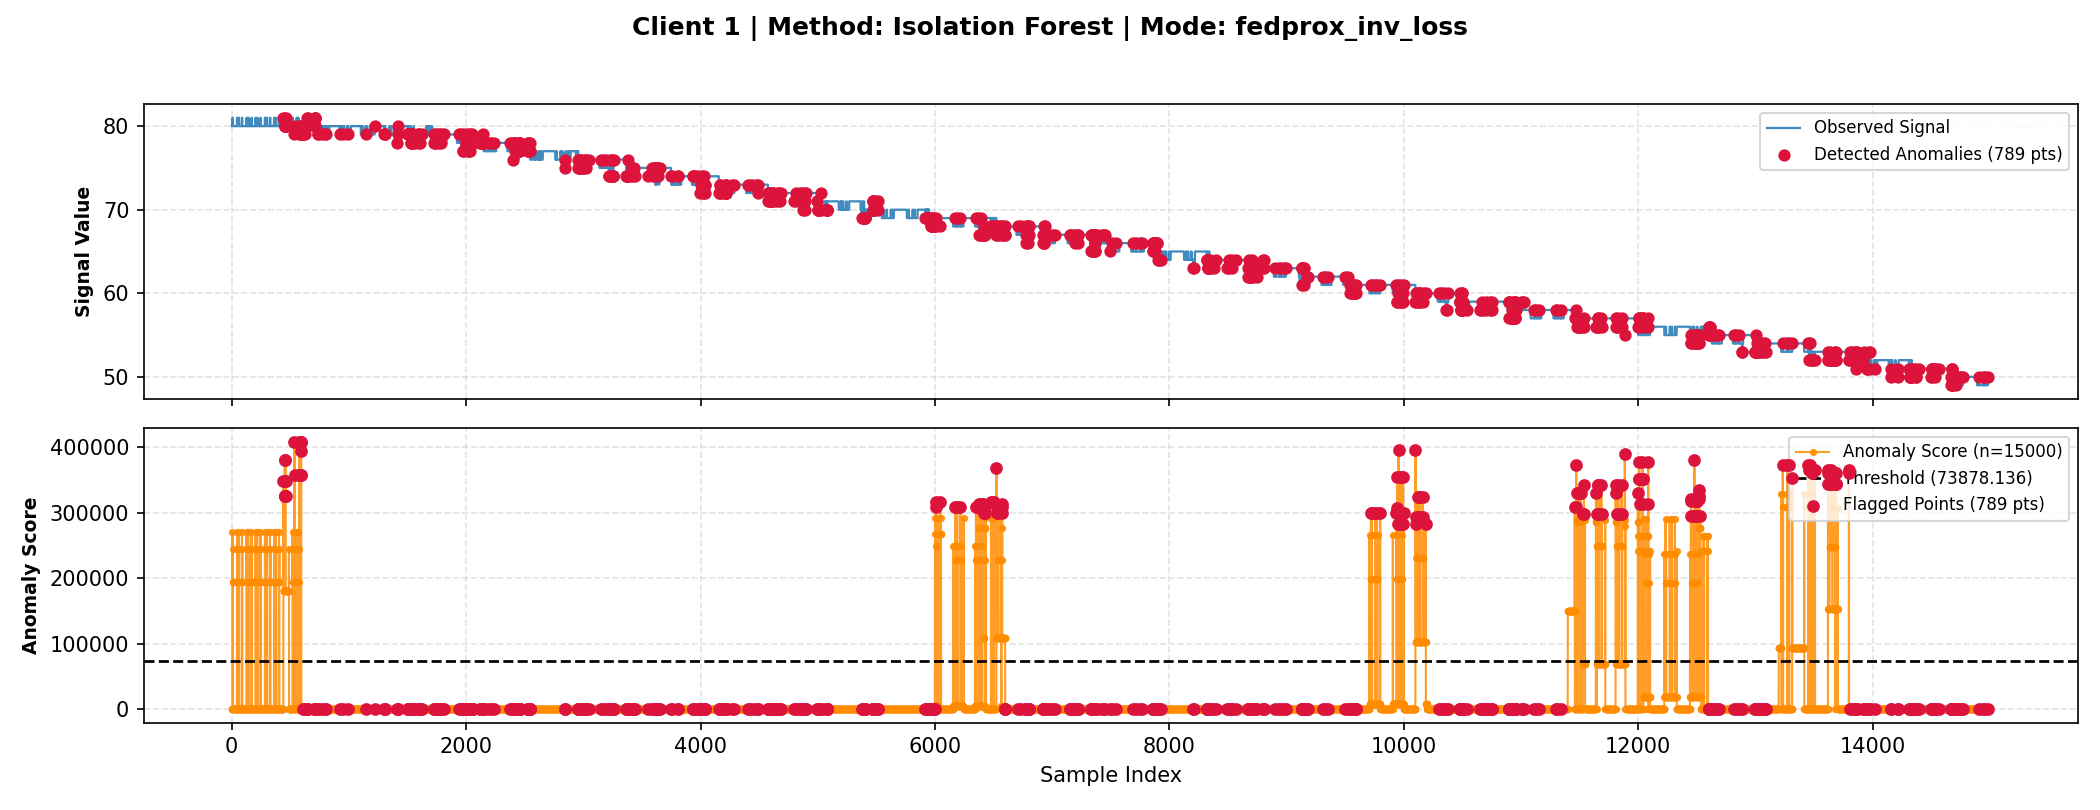 Client 1 | Method: Isolation Forest | Mode: fedprox_inv_loss
Signal Value
80
70
60
50
Observed Signal
Detected Anomalies (789 pts)
Anomaly Score
400000
300000
200000
100000
0
Anomaly Score (n=15000)
Threshold (73878.136)
Flagged Points (789 pts)
0
2000
4000
6000
8000
10000
12000
14000
Sample Index